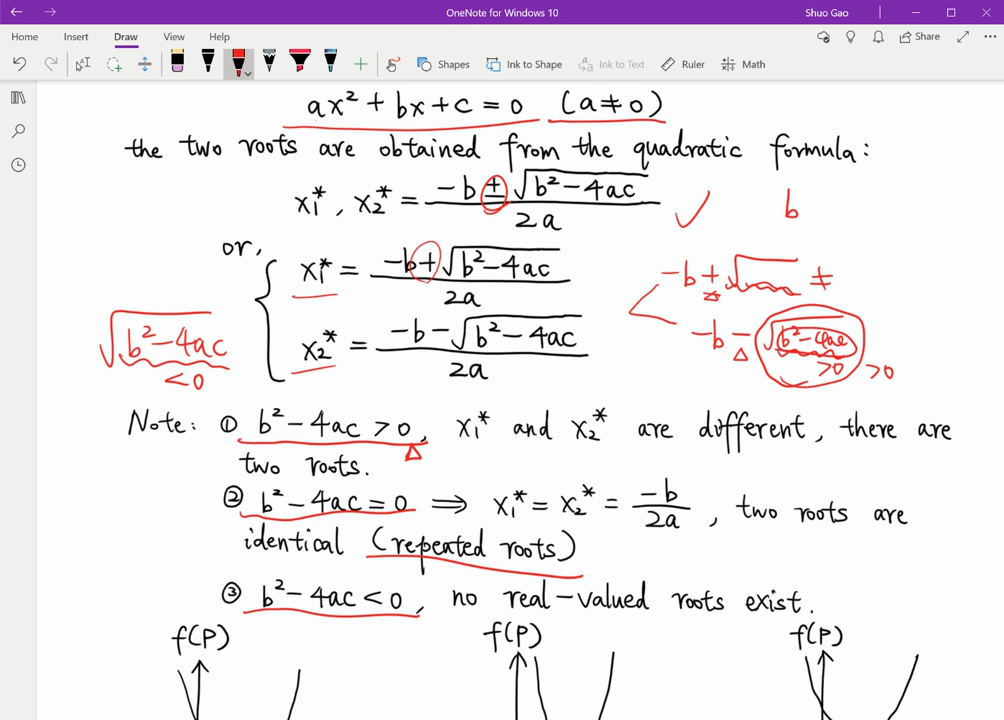 OneNote for Windows 10
Shuo Gao
Home Insert Draw View Help
Share
Shapes Ink to Shape Ink to Text Ruler Math
ax² + bx + c = 0 (a ≠ 0)
the two roots are obtained from the quadratic formula:
x₁*, x₂* = (-b ± √(b² - 4ac)) / 2a
b
or,
x₁* = (-b + √(b² - 4ac)) / 2a
-b + √ ≠
x₂* = (-b - √(b² - 4ac)) / 2a
-b - √(b² - 4ac) > 0 > 0
√(b² - 4ac) < 0
Note: ① b² - 4ac > 0, x₁* and x₂* are different, there are
two roots.
② b² - 4ac = 0 ⟹ x₁* = x₂* = -b / 2a, two roots are
identical (repeated roots)
③ b² - 4ac < 0, no real-valued roots exist.
f(P) f(P) f(P)